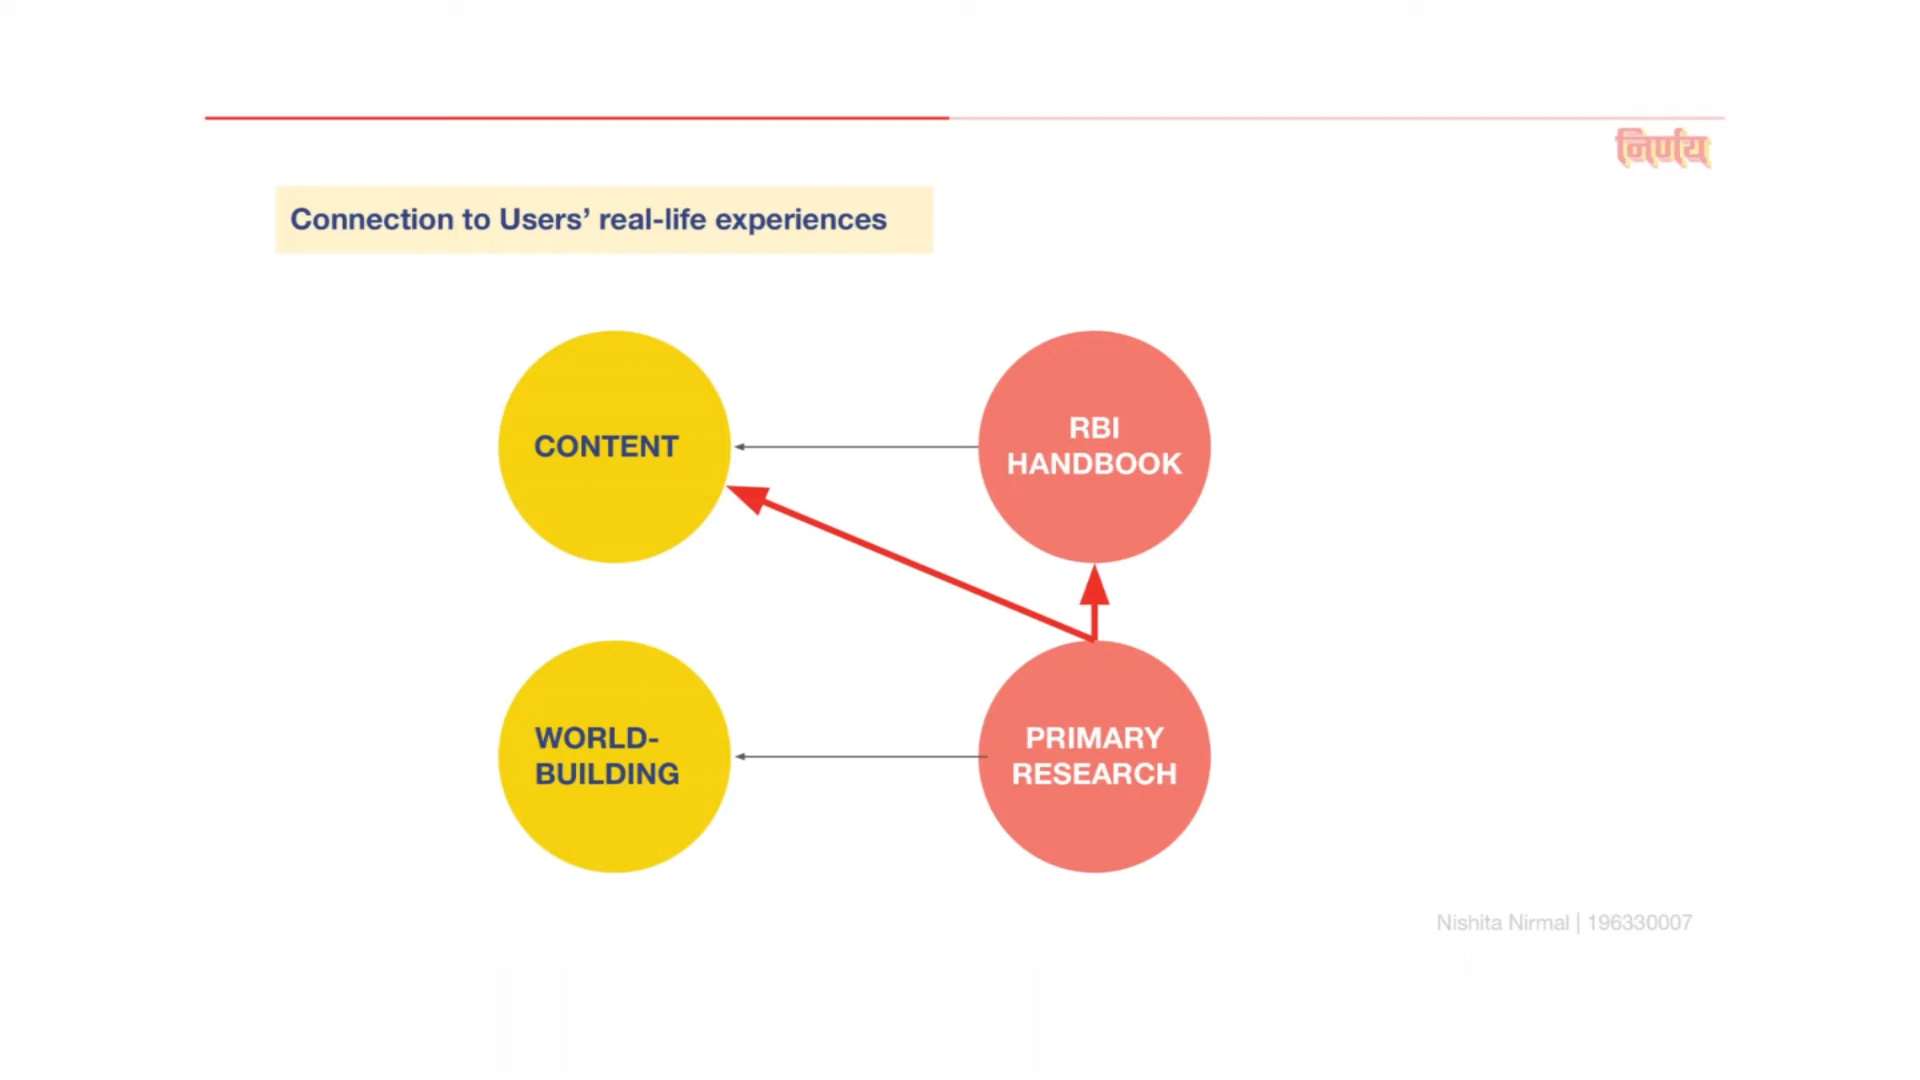 निर्णय
Connection to Users’ real-life experiences
CONTENT
RBI
HANDBOOK
WORLD-
BUILDING
PRIMARY
RESEARCH
Nishita Nirmal | 196330007